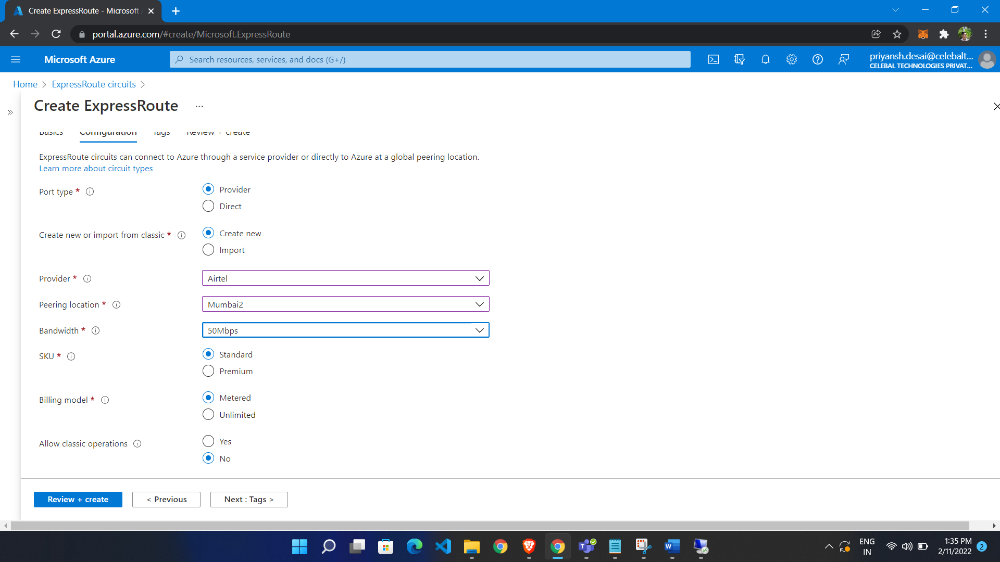 Create ExpressRoute - Microsoft
portal.azure.com/#create/Microsoft.ExpressRoute
Microsoft Azure
Search resources, services, and docs (G+/)
priyansh.desai@celebalt...
CELEBAL TECHNOLOGIES PRIVAT...
Home > ExpressRoute circuits >
Create ExpressRoute ...
Basics Configuration Tags Review + create
ExpressRoute circuits can connect to Azure through a service provider or directly to Azure at a global peering location.
Learn more about circuit types
Port type *
Provider
Direct
Create new or import from classic *
Create new
Import
Provider *
Airtel
Peering location *
Mumbai2
Bandwidth *
50Mbps
SKU *
Standard
Premium
Billing model *
Metered
Unlimited
Allow classic operations
Yes
No
Review + create
< Previous
Next : Tags >
ENG
IN
1:35 PM
2/11/2022
2